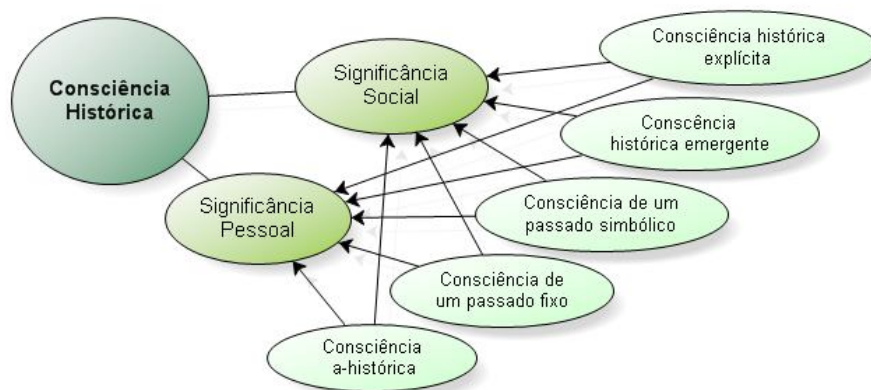 Consciência
Histórica
Significância
Social
Significância
Pessoal
Consciência histórica
explícita
Conscência
histórica emergente
Consciência de um
passado simbólico
Consciência de
um passado fixo
Consciência
a-histórica